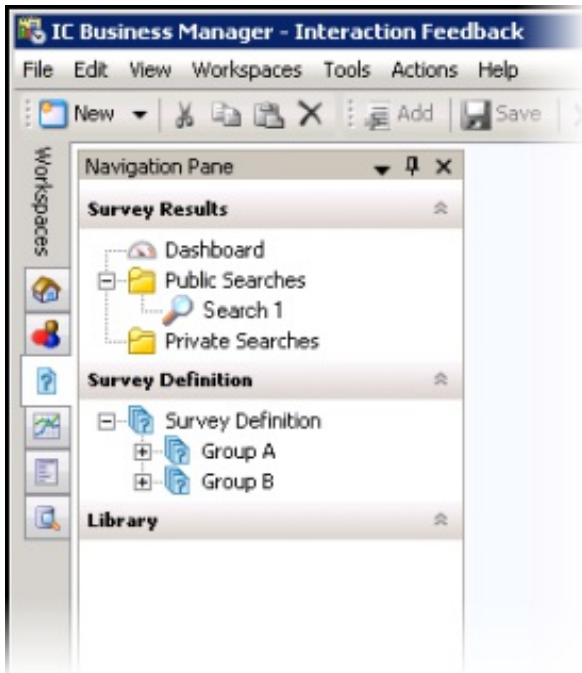 IC Business Manager - Interaction Feedback
File Edit View Workspaces Tools Actions Help
New Add Save
Workspaces
Navigation Pane
Survey Results
Dashboard
Public Searches
Search 1
Private Searches
Survey Definition
Survey Definition
Group A
Group B
Library